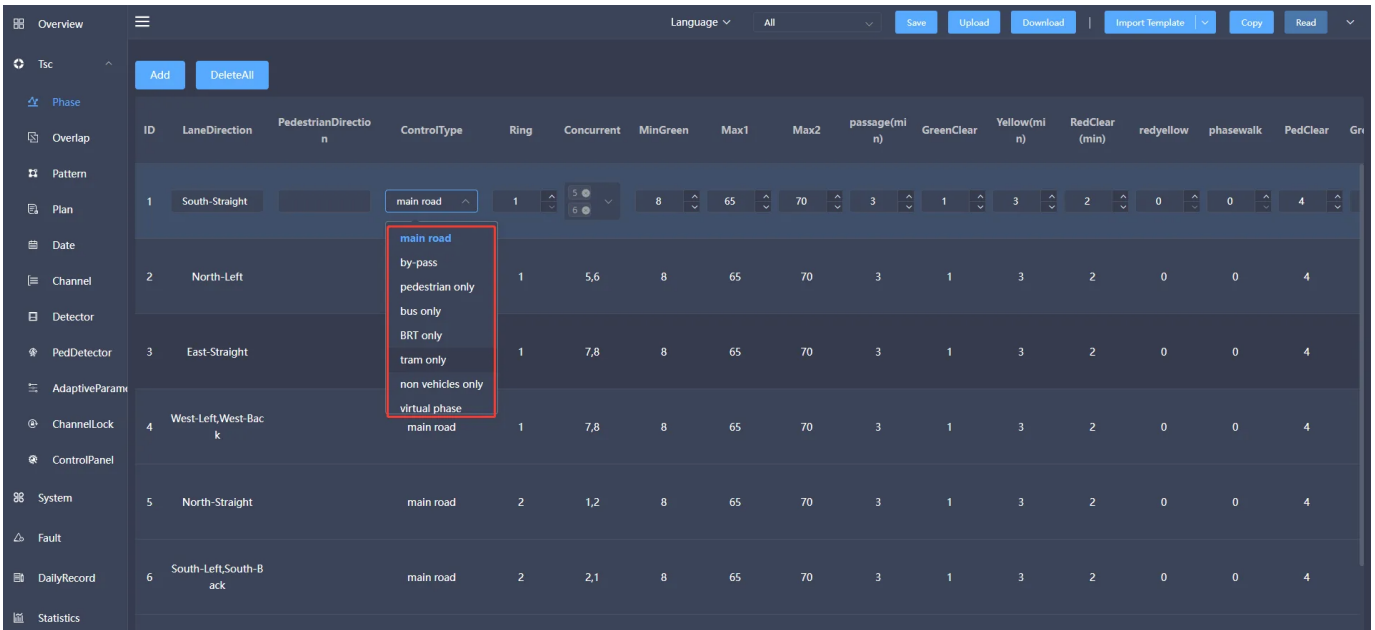 Overview
Language All Save Upload Download | Import Template Copy Read
Tsc
Add DeleteAll
Phase
Overlap
Pattern
Plan
Date
Channel
Detector
PedDetector
AdaptiveParame
ChannelLock
ControlPanel
System
Fault
DailyRecord
Statistics
ID LaneDirection PedestrianDirectio
n ControlType Ring Concurrent MinGreen Max1 Max2 passage(mi
n) GreenClear Yellow(mi
n) RedClear
(min) redyellow phasewalk PedClear Gre
1 South-Straight main road 1 5 6 8 65 70 3 1 3 2 0 0 4
main road
by-pass
pedestrian only
bus only
BRT only
tram only
non vehicles only
virtual phase
2 North-Left 1 5,6 8 65 70 3 1 3 2 0 0 4
3 East-Straight 1 7,8 8 65 70 3 1 3 2 0 0 4
4 West-Left,West-Bac
k main road 1 7,8 8 65 70 3 1 3 2 0 0 4
5 North-Straight main road 2 1,2 8 65 70 3 1 3 2 0 0 4
6 South-Left,South-B
ack main road 2 2,1 8 65 70 3 1 3 2 0 0 4